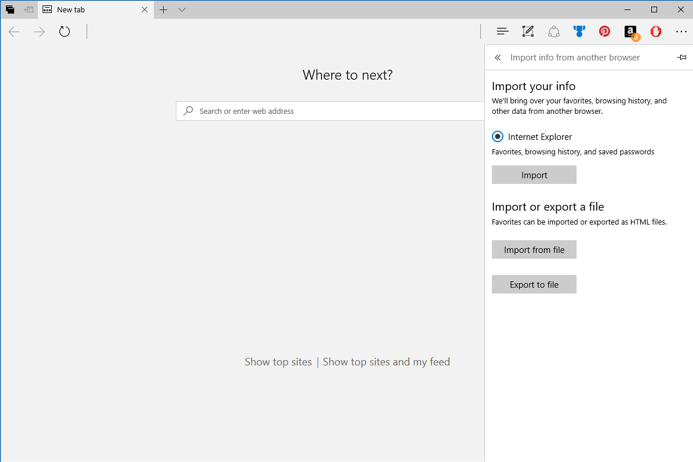 New tab
Import info from another browser
Where to next?
Search or enter web address
Import your info
We'll bring over your favorites, browsing history, and
other data from another browser.
Internet Explorer
Favorites, browsing history, and saved passwords
Import
Import or export a file
Favorites can be imported or exported as HTML files.
Import from file
Export to file
Show top sites | Show top sites and my feed